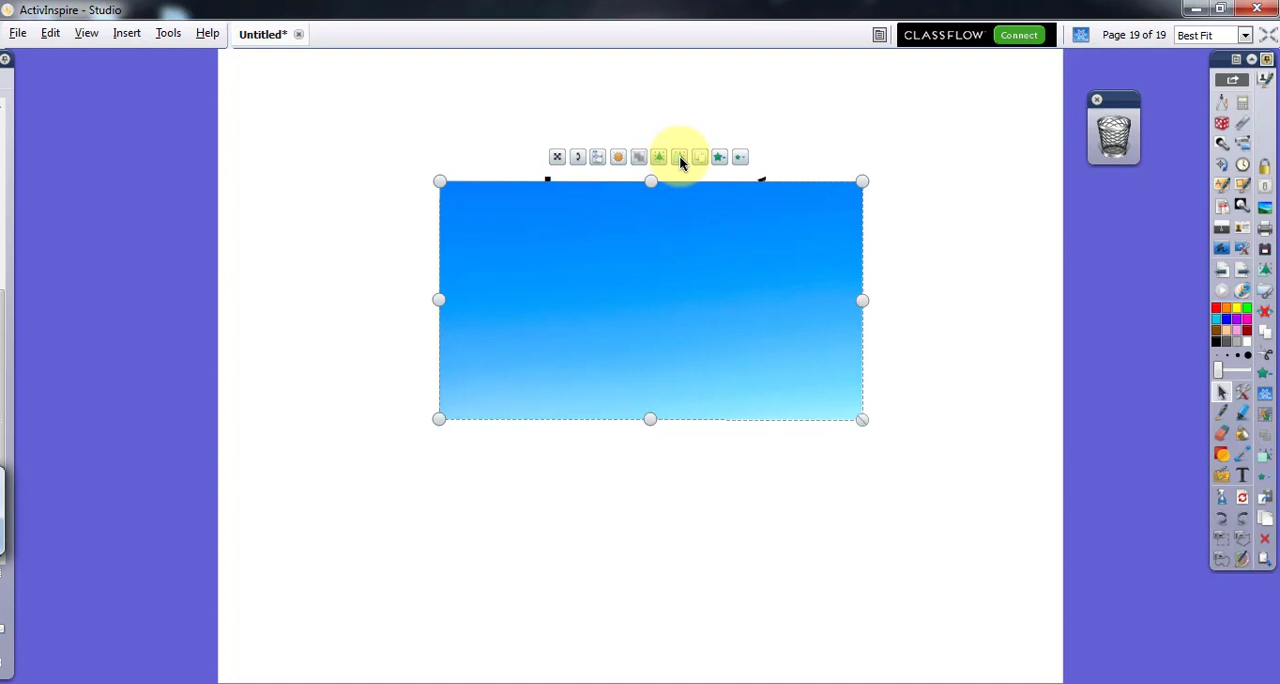 ActivInspire - Studio
File Edit View Insert Tools Help Untitled* CLASSFLOW Connect Page 19 of 19 Best Fit